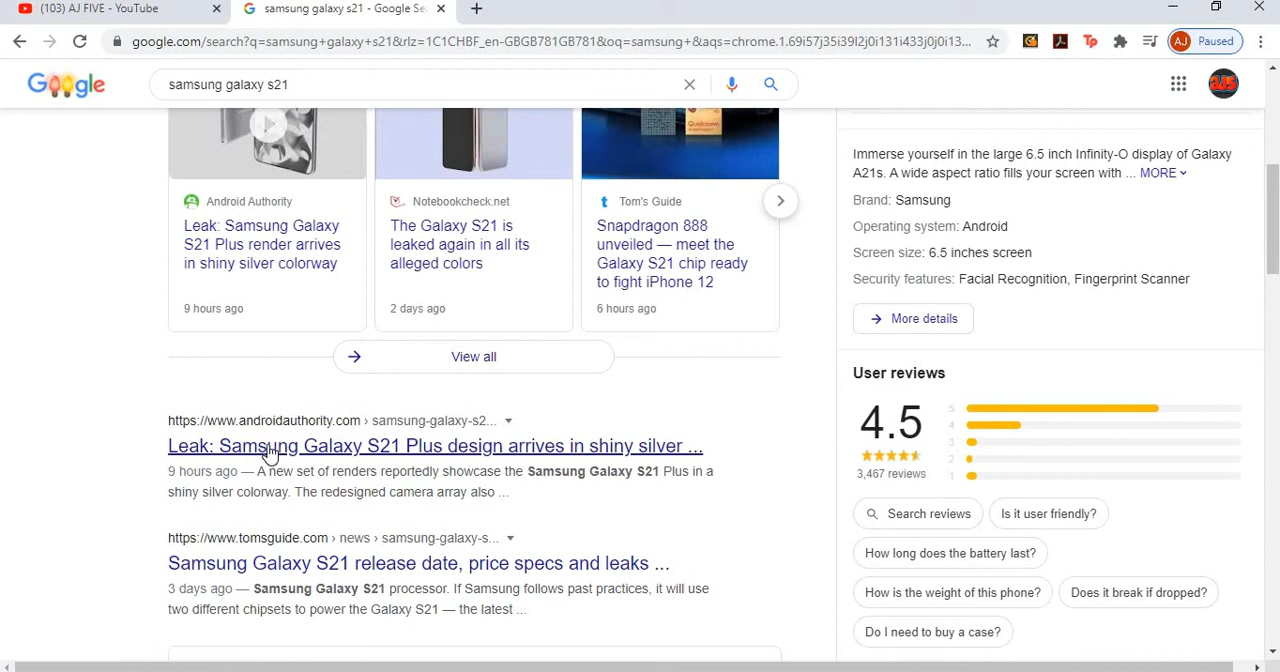 (103) AJ FIVE - YouTube
samsung galaxy s21 - Google Se
google.com/search?q=samsung+galaxy+s21&rlz=1C1CHBF_en-GBGB781GB781&oq=samsung+&aqs=chrome.1.69i57j35i39l2j0i131i433j0j0i13...
AJ Paused
Google
samsung galaxy s21
AJS
Android Authority
Leak: Samsung Galaxy
S21 Plus render arrives
in shiny silver colorway
9 hours ago
Notebookcheck.net
The Galaxy S21 is
leaked again in all its
alleged colors
2 days ago
Qualcomm
Tom's Guide
Snapdragon 888
unveiled — meet the
Galaxy S21 chip ready
to fight iPhone 12
6 hours ago
View all
https://www.androidauthority.com › samsung-galaxy-s2...
Leak: Samsung Galaxy S21 Plus design arrives in shiny silver ...
9 hours ago — A new set of renders reportedly showcase the Samsung Galaxy S21 Plus in a
shiny silver colorway. The redesigned camera array also ...
https://www.tomsguide.com › news › samsung-galaxy-s...
Samsung Galaxy S21 release date, price specs and leaks ...
3 days ago — Samsung Galaxy S21 processor. If Samsung follows past practices, it will use
two different chipsets to power the Galaxy S21 — the latest ...
Immerse yourself in the large 6.5 inch Infinity-O display of Galaxy
A21s. A wide aspect ratio fills your screen with ... MORE
Brand: Samsung
Operating system: Android
Screen size: 6.5 inches screen
Security features: Facial Recognition, Fingerprint Scanner
More details
User reviews
4.5
3,467 reviews
5
4
3
2
1
Search reviews
Is it user friendly?
How long does the battery last?
How is the weight of this phone?
Does it break if dropped?
Do I need to buy a case?